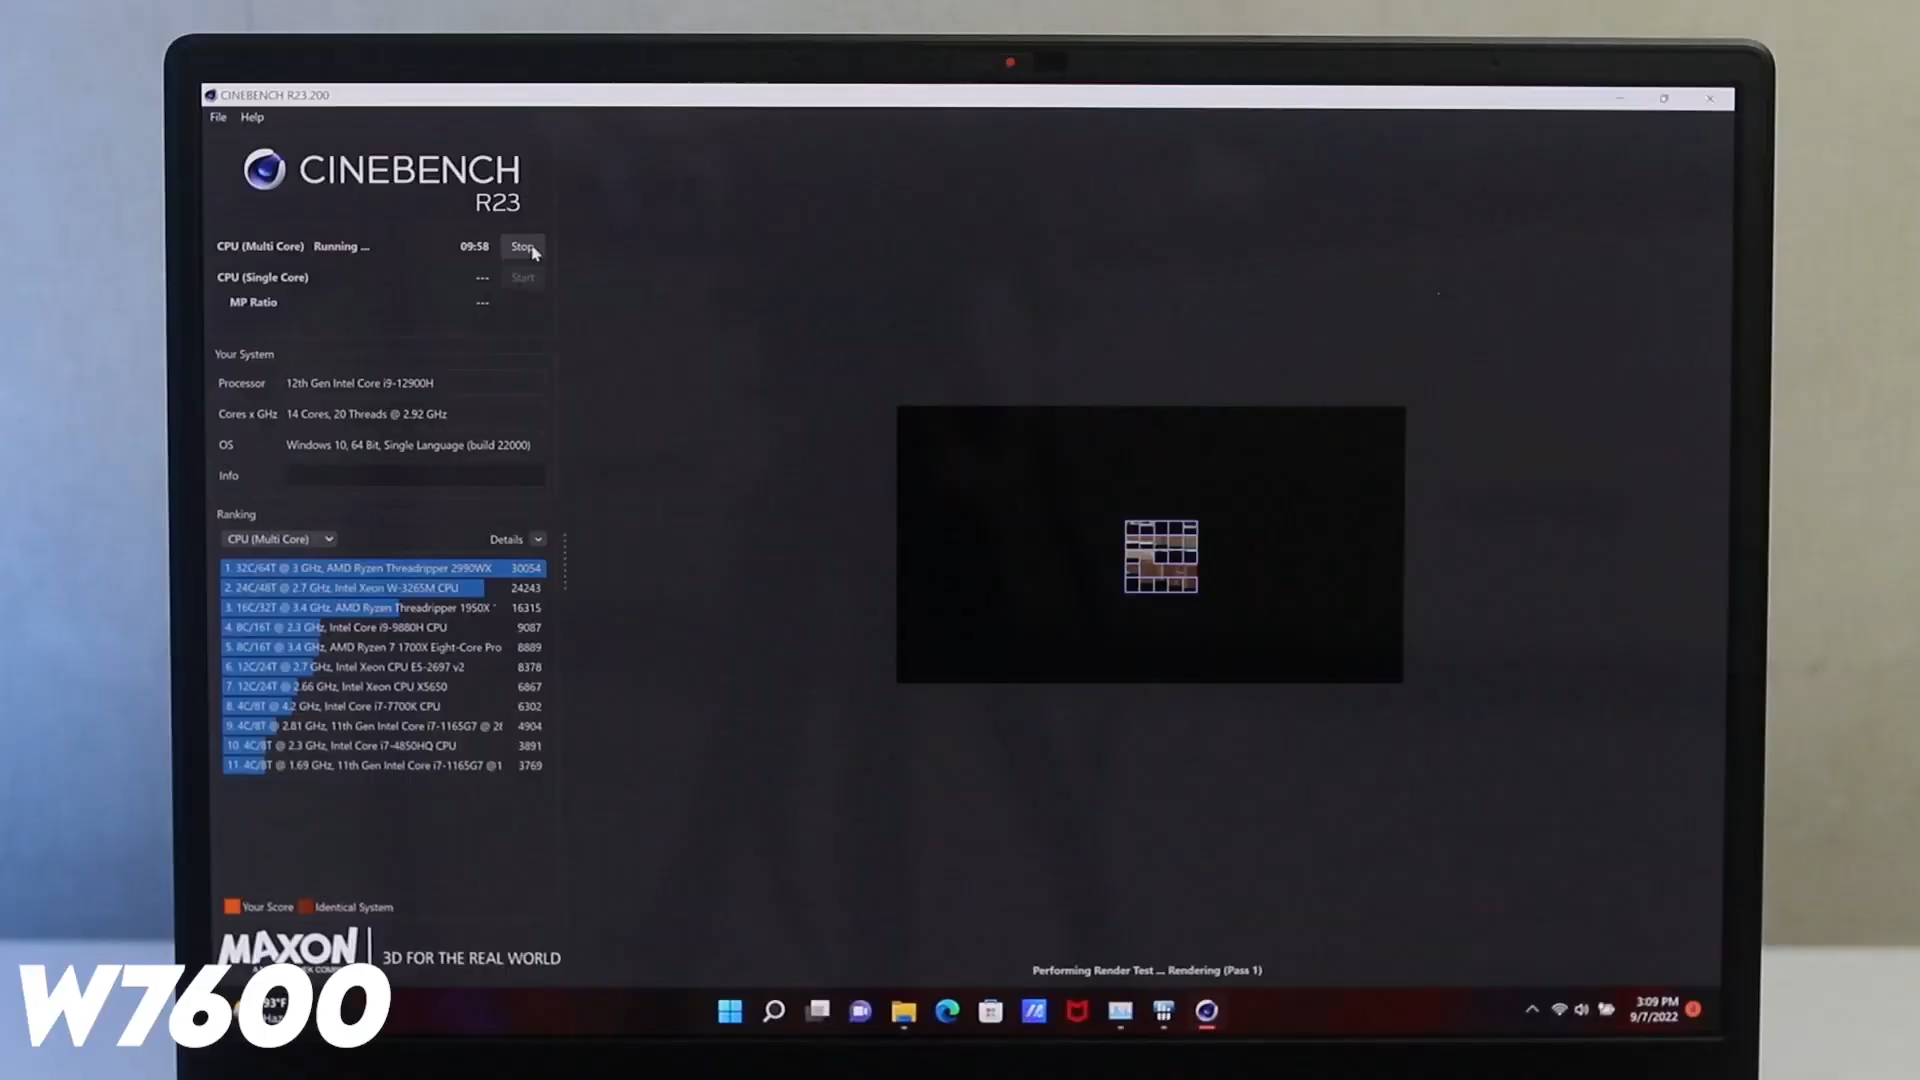 CINEBENCH R23.200
File Help
CINEBENCH
R23
CPU (Multi Core) Running ... 09:58 Stop
CPU (Single Core) --- Start
MP Ratio ---
Your System
Processor 12th Gen Intel Core i9-12900H
Cores x GHz 14 Cores, 20 Threads @ 2.92 GHz
OS Windows 10, 64 Bit, Single Language (build 22000)
Info
Ranking
CPU (Multi Core) Details
1. 32C/64T @ 3 GHz, AMD Ryzen Threadripper 2990WX 30054
2. 24C/48T @ 2.7 GHz, Intel Xeon W-3265M CPU 24243
3. 16C/32T @ 3.4 GHz, AMD Ryzen Threadripper 1950X 16315
4. 8C/16T @ 2.3 GHz, Intel Core i9-9880H CPU 9087
5. 8C/16T @ 3.4 GHz, AMD Ryzen 7 1700X Eight-Core Pro 8889
6. 12C/24T @ 2.7 GHz, Intel Xeon CPU E5-2697 v2 8378
7. 12C/24T @ 2.66 GHz, Intel Xeon CPU X5650 6867
8. 4C/8T @ 4.2 GHz, Intel Core i7-7700K CPU 6302
9. 4C/8T @ 2.81 GHz, 11th Gen Intel Core i7-1165G7 @ 4904
10. 4C/8T @ 2.3 GHz, Intel Core i7-4850HQ CPU 3891
11. 4C/8T @ 1.69 GHz, 11th Gen Intel Core i7-1165G7 @1 3769
Your Score Identical System
MAXON
3D FOR THE REAL WORLD
Performing Render Test ... Rendering (Pass 1)
93°F
3:09 PM
9/7/2022
W7600